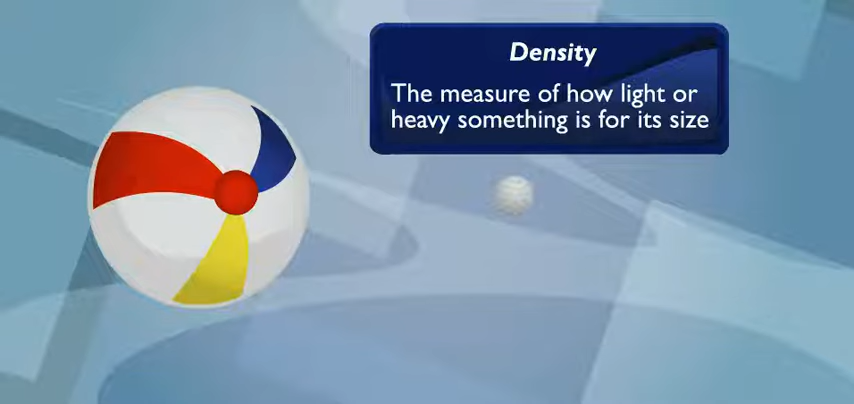 Density
The measure of how light or
heavy something is for its size